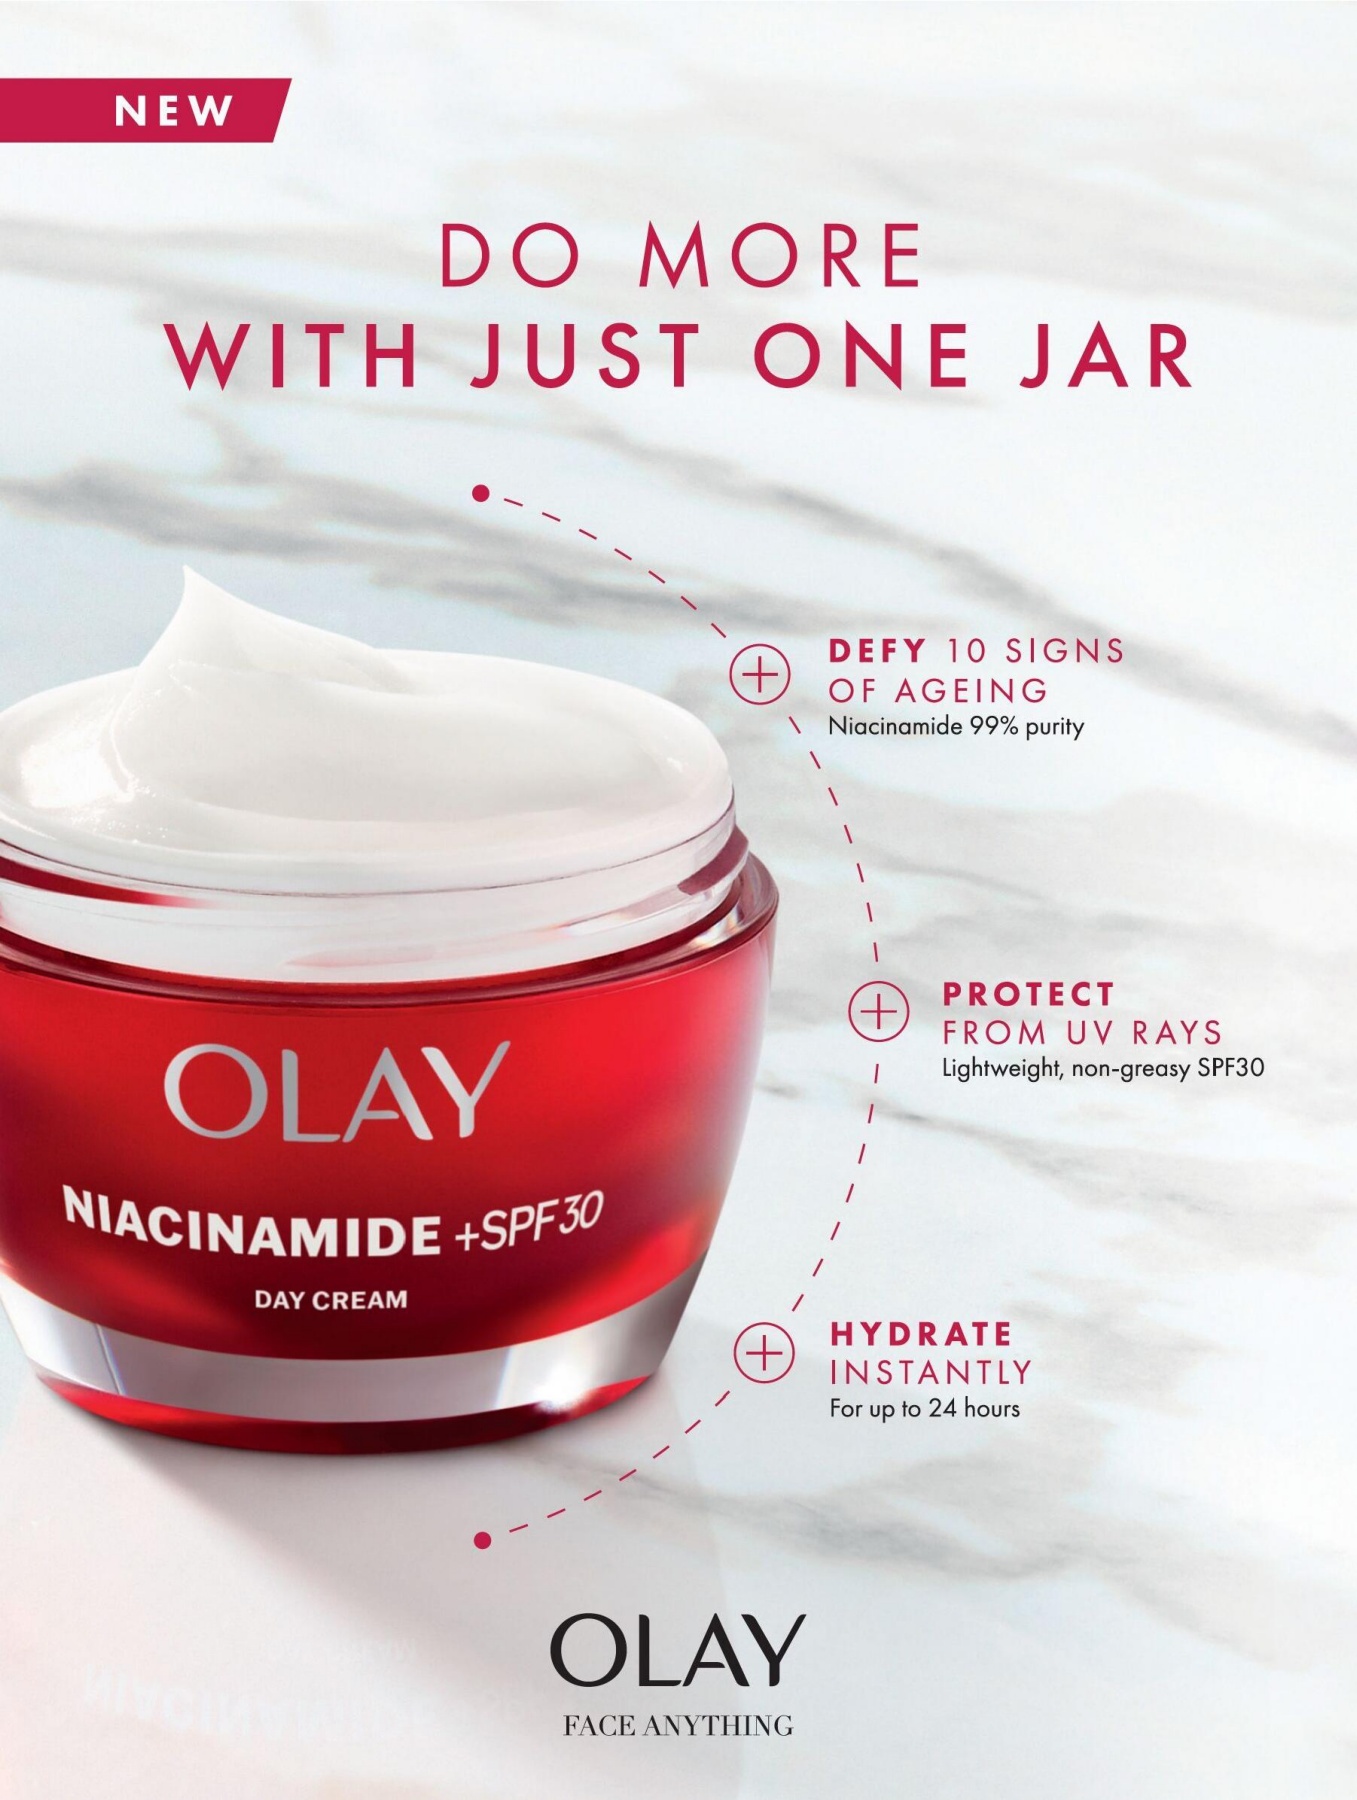 NEW
DO MORE
WITH JUST ONE JAR
DEFY 10 SIGNS
OF AGEING
Niacinamide 99% purity
PROTECT
FROM UV RAYS
Lightweight, non-greasy SPF30
OLAY
NIACINAMIDE +SPF30
DAY CREAM
HYDRATE
INSTANTLY
For up to 24 hours
OLAY
FACE ANYTHING